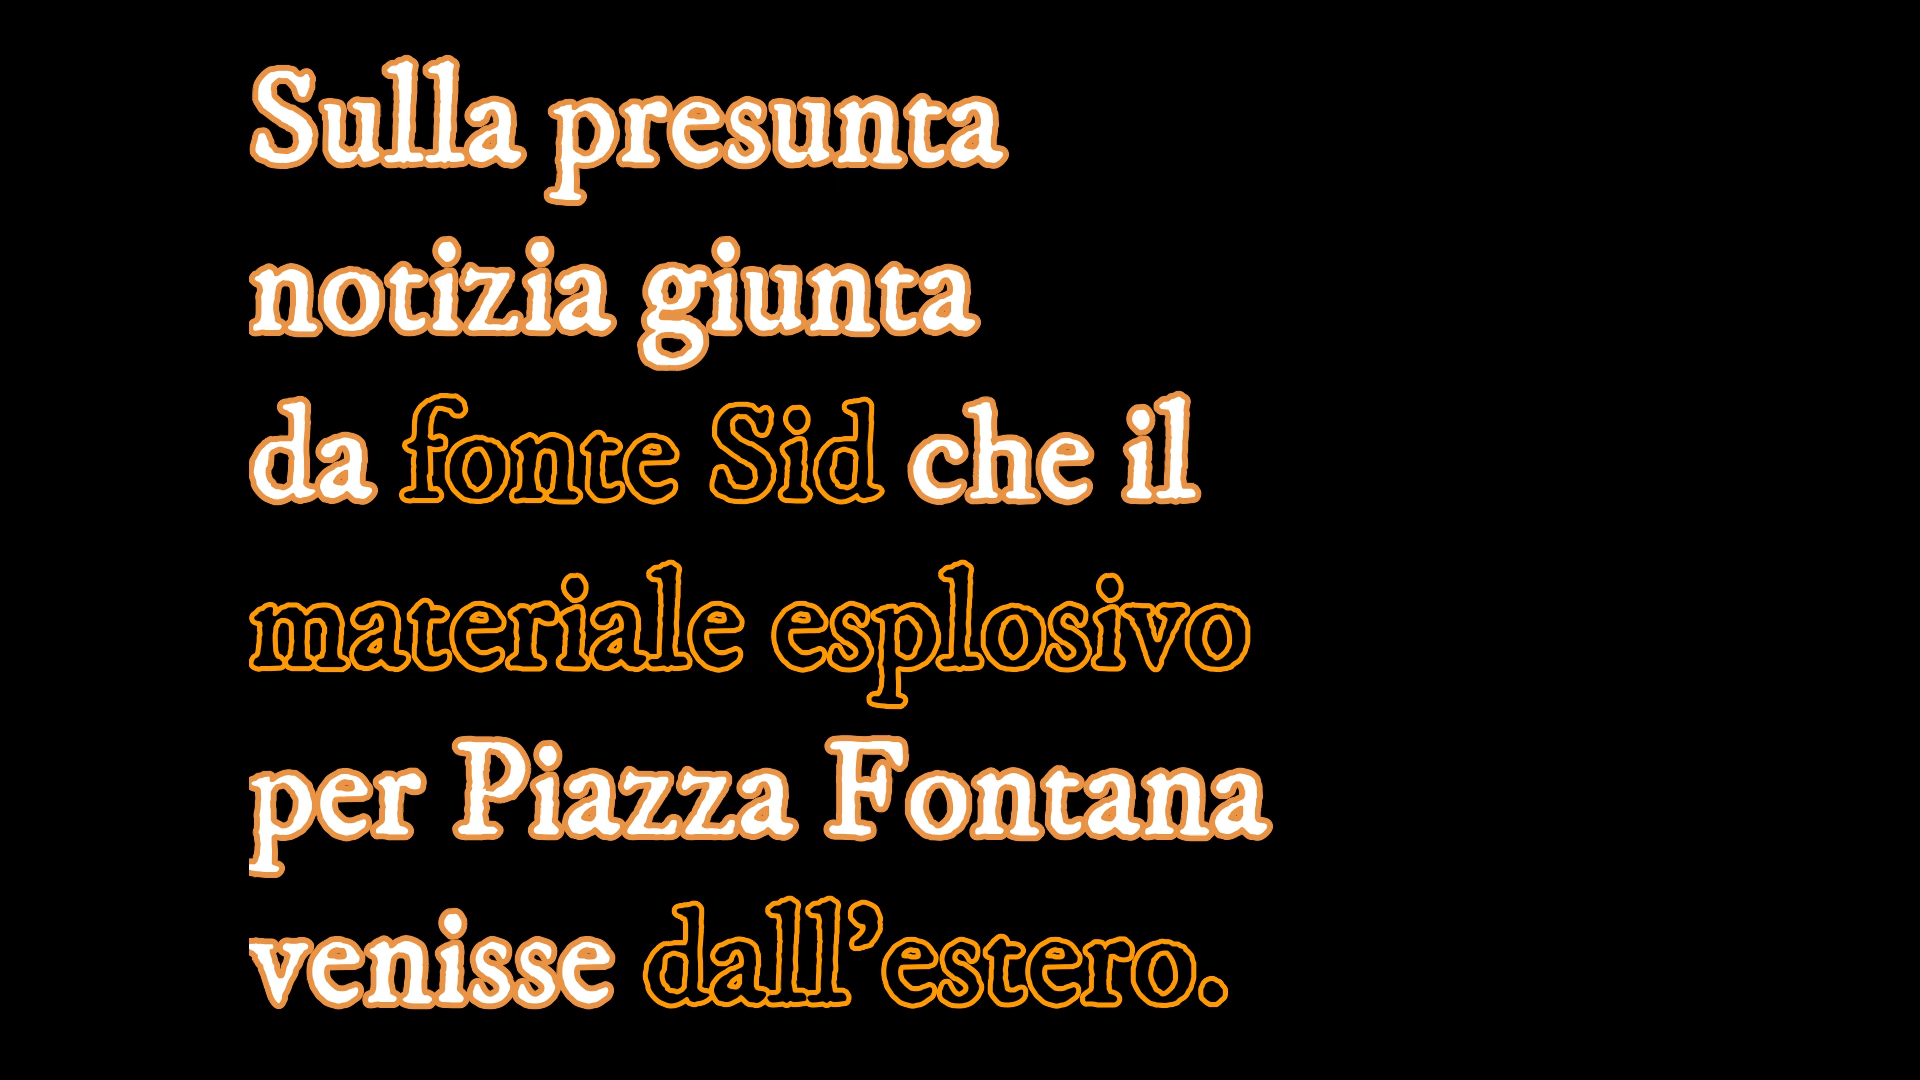 Sulla presunta
notizia giunta
da fonte Sid che il
materiale esplosivo
per Piazza Fontana
venisse dall’estero.